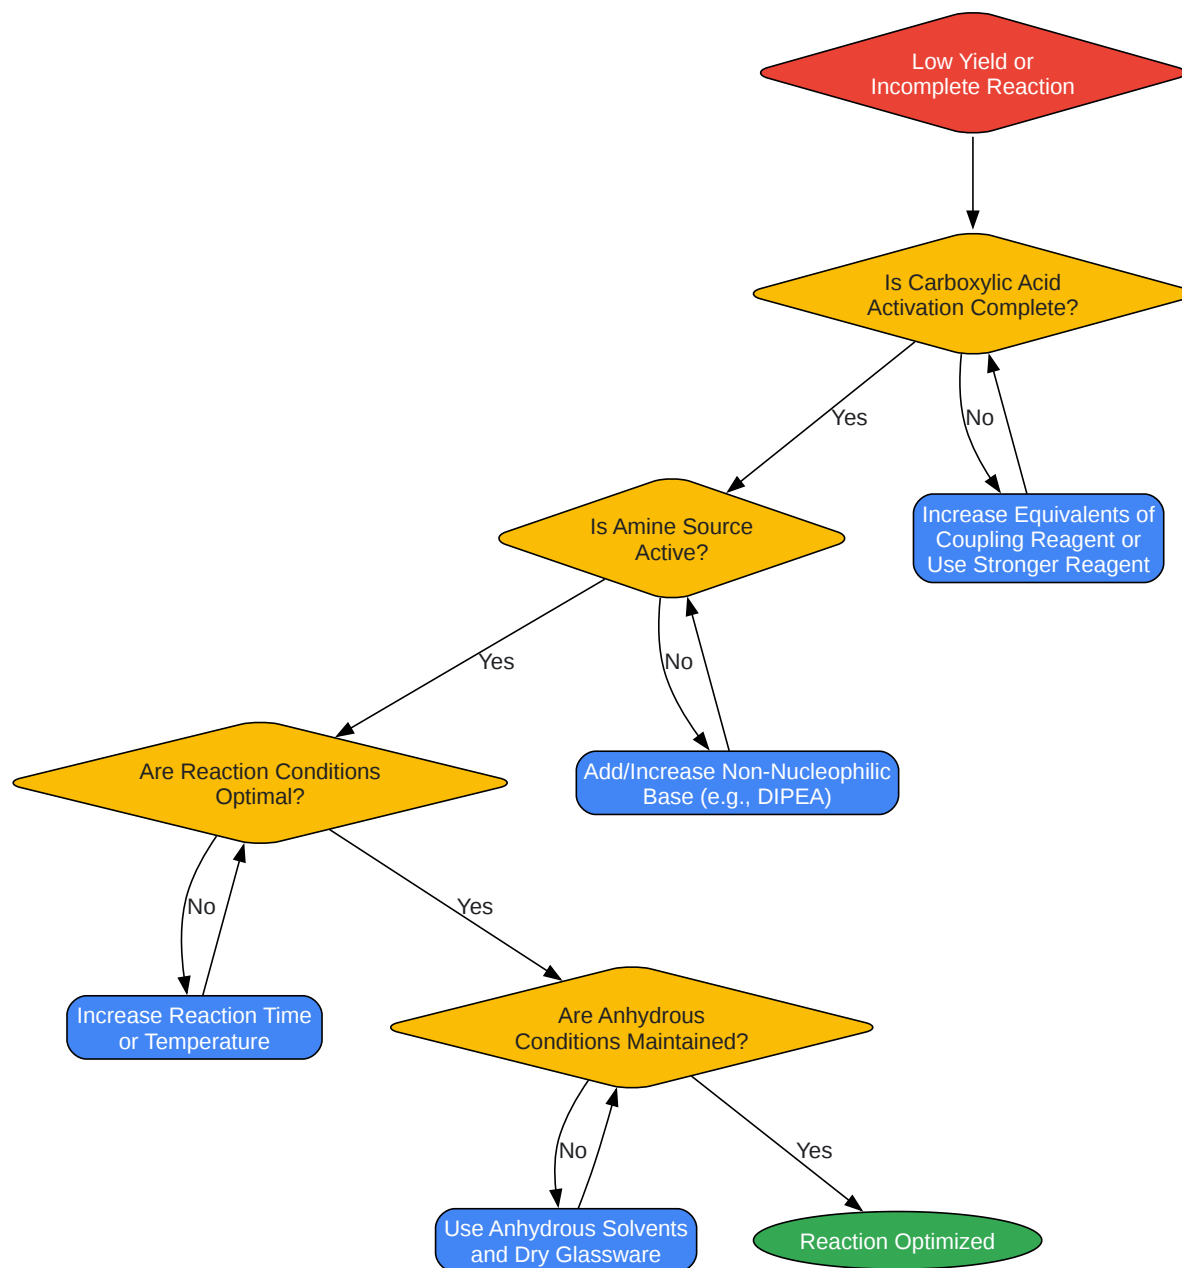 Low Yield or
Incomplete Reaction
Is Carboxylic Acid
Activation Complete?
Yes
No
Increase Equivalents of
Coupling Reagent or
Use Stronger Reagent
Is Amine Source
Active?
Yes
No
Add/Increase Non-Nucleophilic
Base (e.g., DIPEA)
Are Reaction Conditions
Optimal?
No
Yes
Increase Reaction Time
or Temperature
Are Anhydrous
Conditions Maintained?
No
Yes
Use Anhydrous Solvents
and Dry Glassware
Reaction Optimized